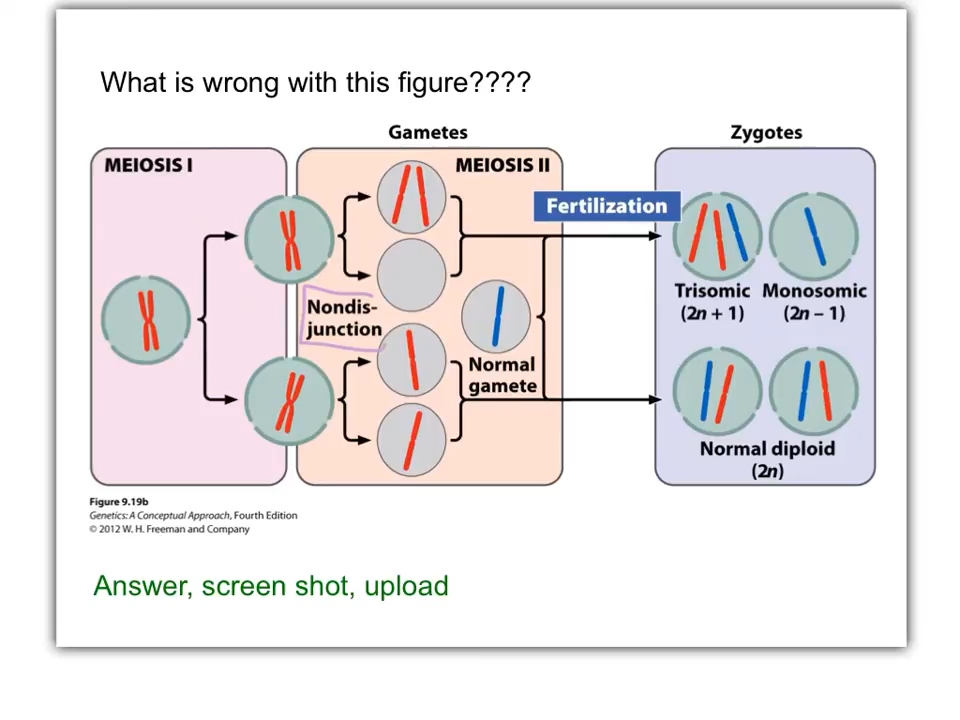 What is wrong with this figure????
Gametes
Zygotes
MEIOSIS I
MEIOSIS II
Fertilization
Nondis-
junction
Normal
gamete
Trisomic
(2n + 1)
Monosomic
(2n – 1)
Normal diploid
(2n)
Figure 9.19b
Genetics: A Conceptual Approach, Fourth Edition
© 2012 W. H. Freeman and Company
Answer, screen shot, upload